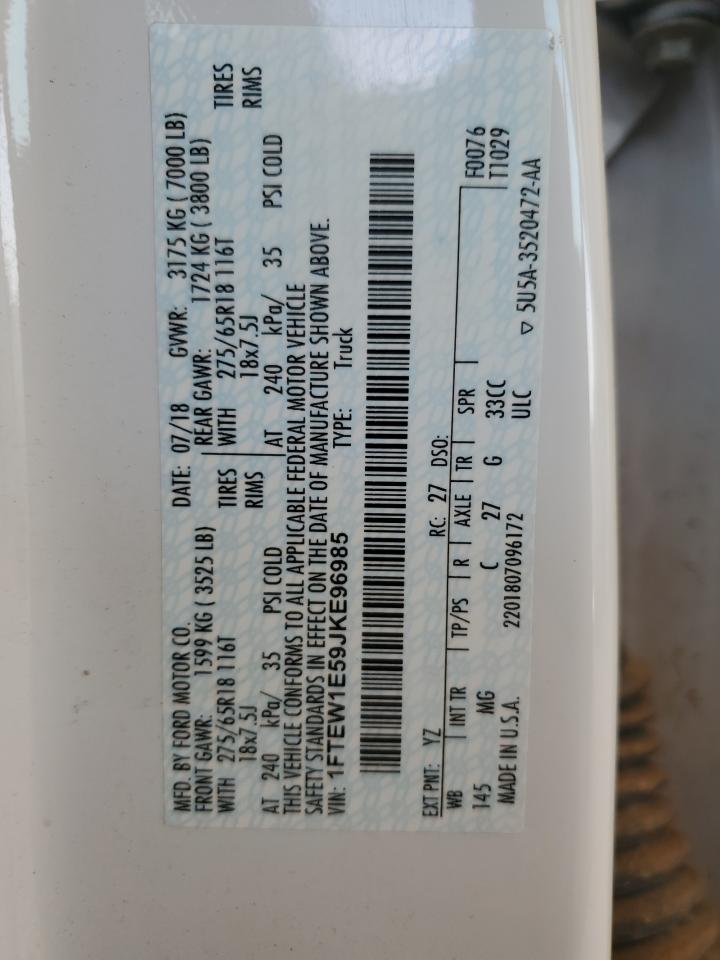 MFD. BY FORD MOTOR CO.
DATE: 07/18 GVWR: 3175 KG ( 7000 LB)
FRONT GAWR: 1599 KG ( 3525 LB)
REAR GAWR: 1724 KG ( 3800 LB)
WITH 275/65R18 116T TIRES
WITH 275/65R18 116T TIRES
18x7.5J RIMS
18x7.5J RIMS
AT 240 kPa/ 35 PSI COLD
AT 240 kPa/ 35 PSI COLD
THIS VEHICLE CONFORMS TO ALL APPLICABLE FEDERAL MOTOR VEHICLE
SAFETY STANDARDS IN EFFECT ON THE DATE OF MANUFACTURE SHOWN ABOVE.
VIN: 1FTEW1E59JKE96985 TYPE: Truck
EXT PNT: YZ RC: 27 DSO:
WB INT TR TP/PS R AXLE TR SPR
F0076
145 MG C 27 G 33CC
T1029
MADE IN U.S.A. 2201807096172 ULC
▽ 5U5A-3520472-AA